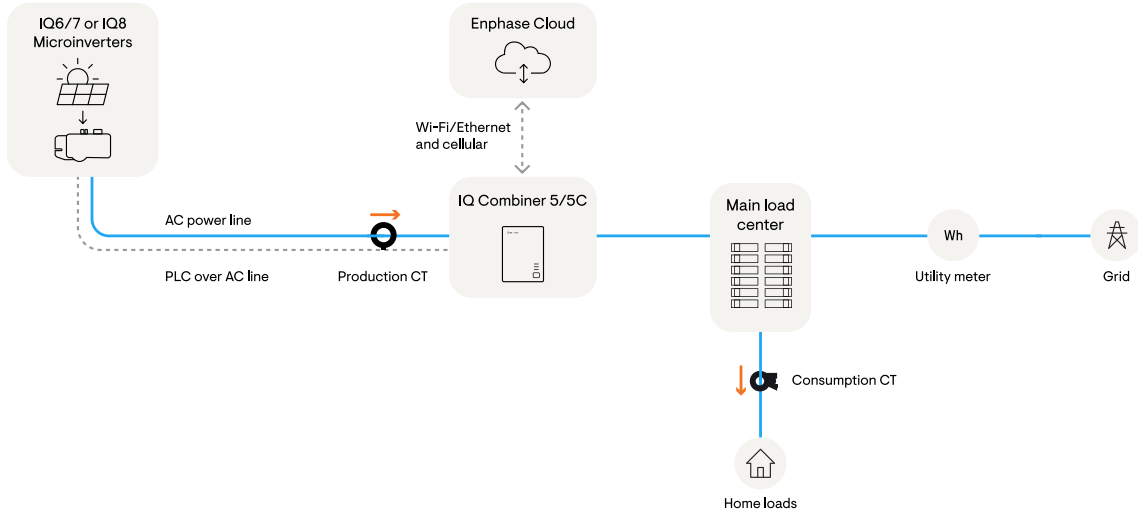 IQ6/7 or IQ8
Microinverters
Enphase Cloud
Wi-Fi/Ethernet
and cellular
IQ Combiner 5/5C
Main load
center
AC power line
Wh
PLC over AC line
Production CT
Utility meter
Grid
Consumption CT
Home loads